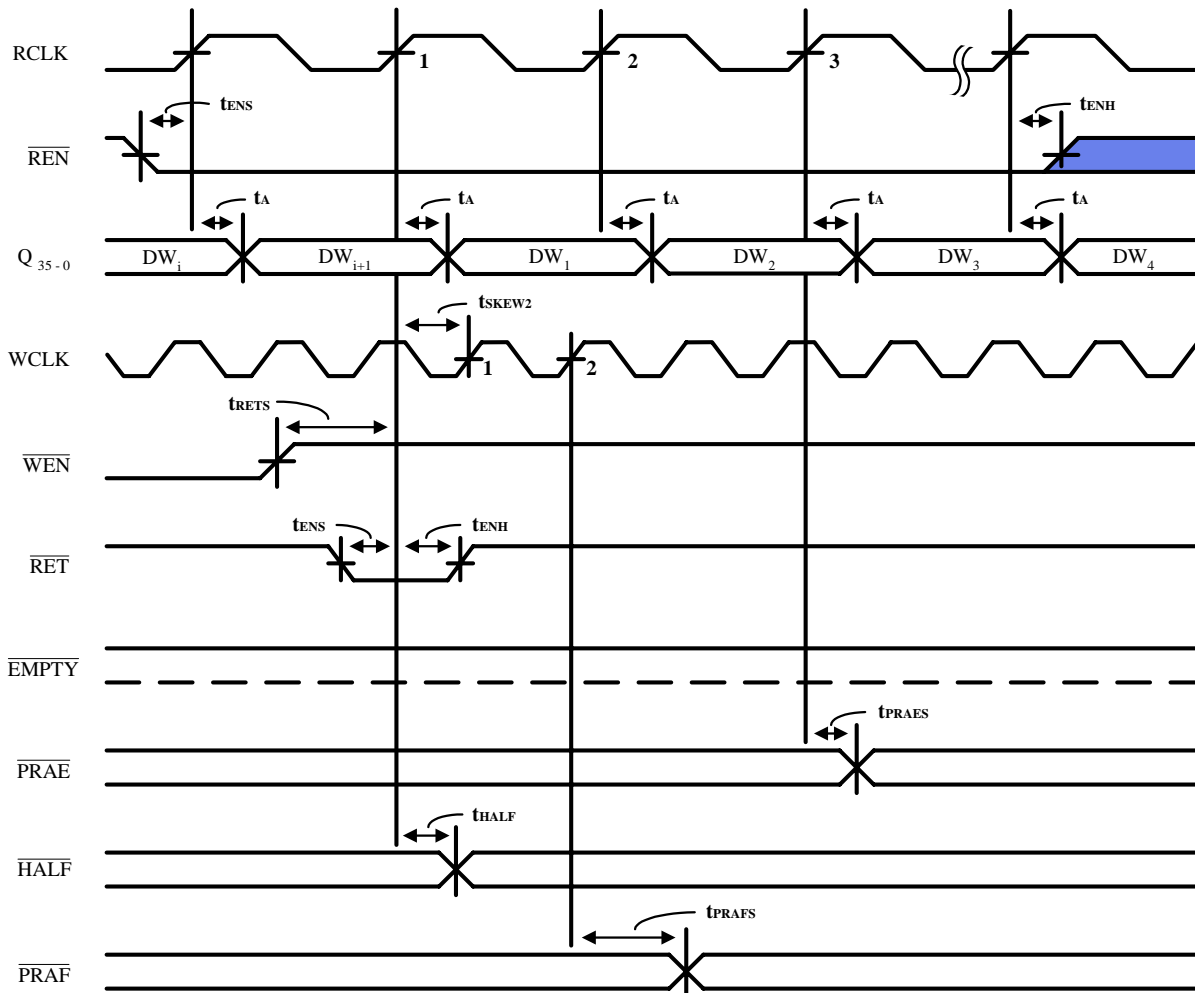 RCLK
1
2
3
tENS
tENH
REN
tA
tA
tA
tA
tA
Q 35 - 0
DWi
DWi+1
DW1
DW2
DW3
DW4
tSKEW2
WCLK
1
2
tRETS
WEN
tENS
tENH
RET
EMPTY
tPRAES
PRAE
tHALF
HALF
tPRAFS
PRAF